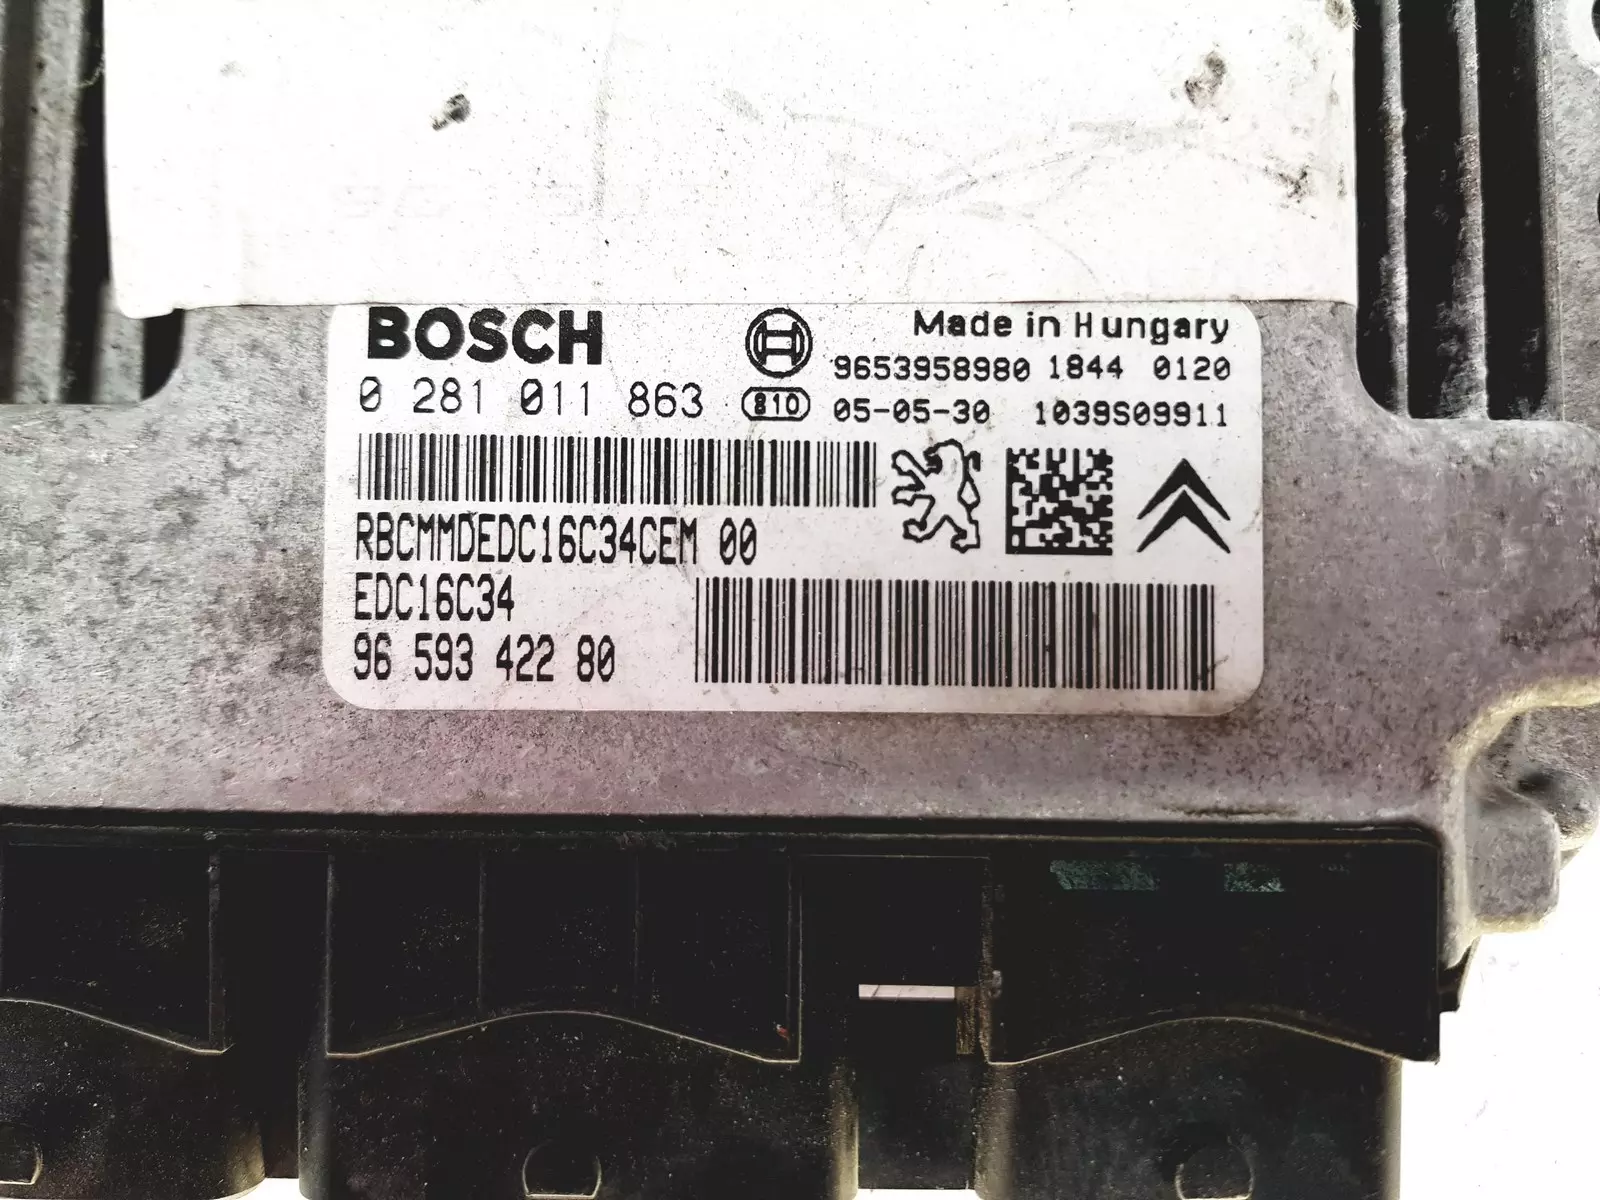 BOSCH
Made in Hungary
9653958980 1844 0120
0 281 011 863 810 05-05-30 1039S09911
RBCMMDEDC16C34CEM 00
EDC16C34
96 593 422 80